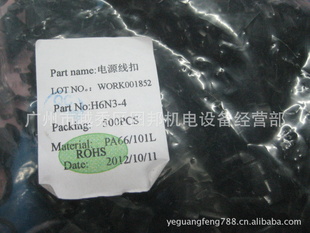 Part name:电源线扣
LOT NO.: WORK001852
Part No:H6N3-4
Packing: 500PCS
Material: PA66/101L
ROHS
Date: 2012/10/11
yeguangfeng788.cn.alibaba.com